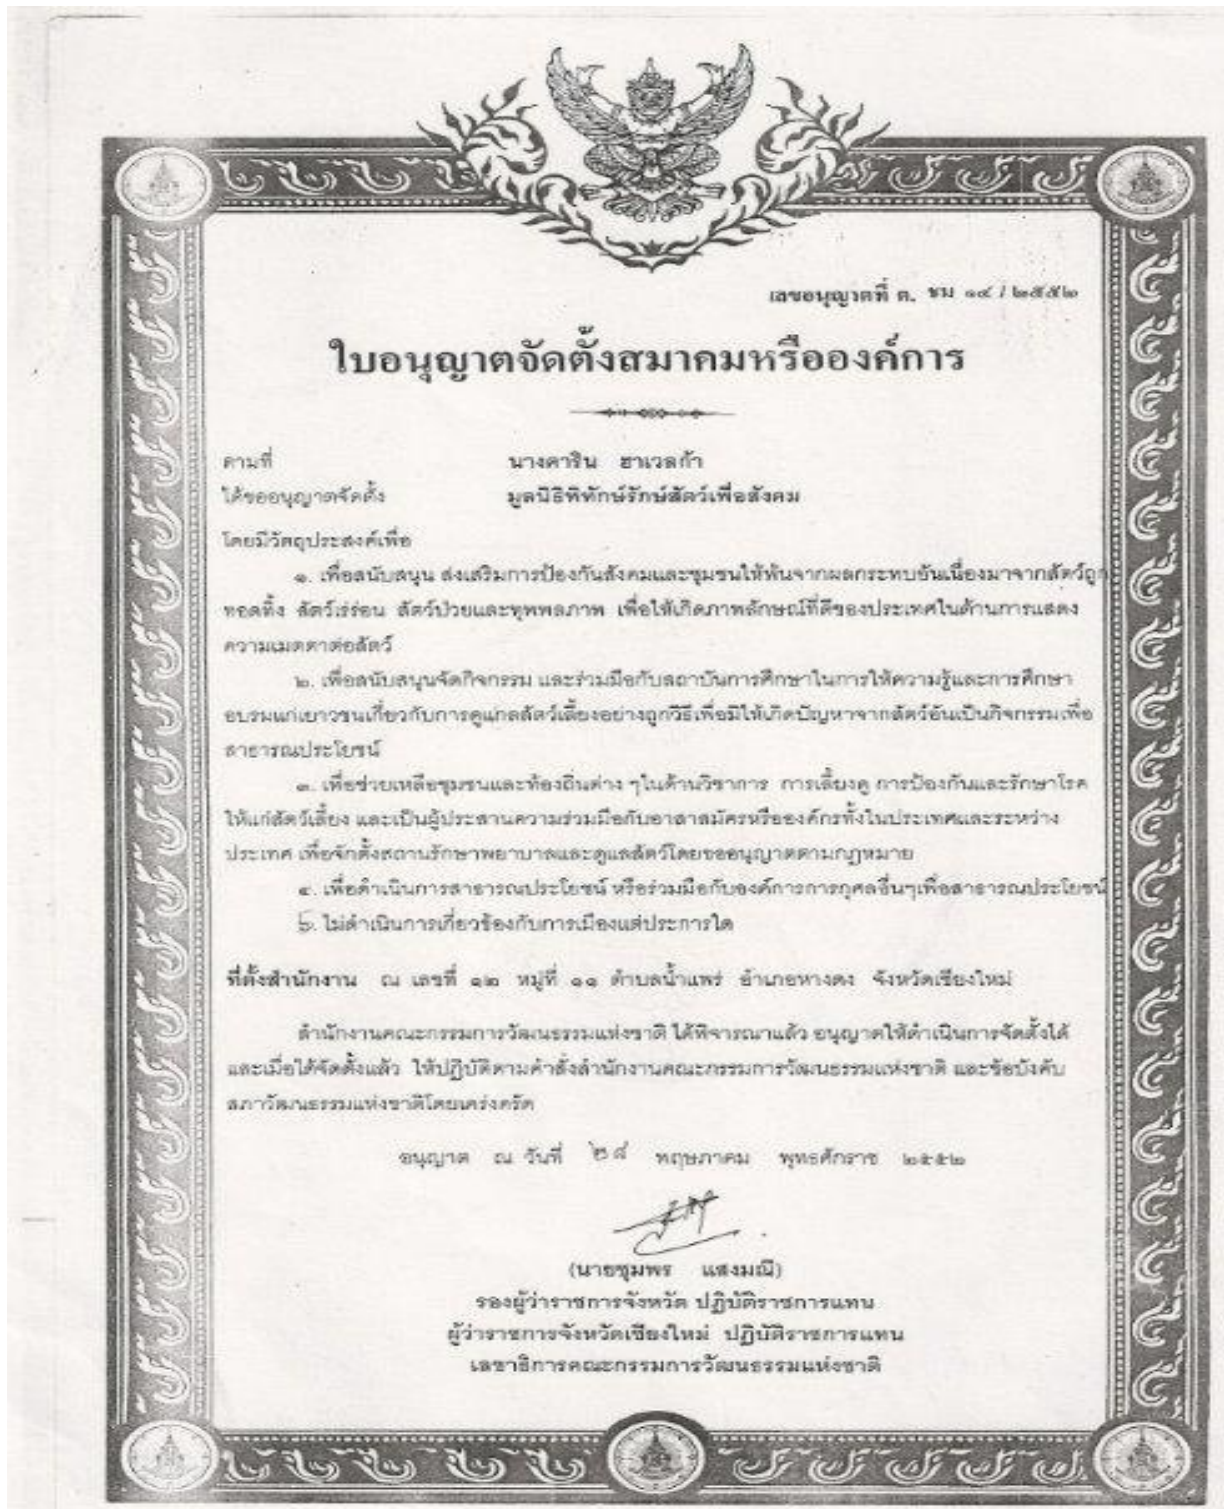 เลขอนุญาตที่ ต. ชม ๑๔ / ๒๕๕๒
ใบอนุญาตจัดตั้งสมาคมหรือองค์การ
ตามที่ นางคาริน ฮาเวลก้า
ได้ขออนุญาตจัดตั้ง มูลนิธิพิทักษ์รักษ์สัตว์เพื่อสังคม
โดยมีวัตถุประสงค์เพื่อ
๑. เพื่อสนับสนุน ส่งเสริมการป้องกันสังคมและชุมชนให้พ้นจากผลกระทบอันเนื่องมาจากสัตว์ถูก
ทอดทิ้ง สัตว์เร่ร่อน สัตว์ป่วยและทุพพลภาพ เพื่อให้เกิดภาพลักษณ์ที่ดีของประเทศในด้านการแสดง
ความเมตตาต่อสัตว์
๒. เพื่อสนับสนุนจัดกิจกรรม และร่วมมือกับสถาบันการศึกษาในการให้ความรู้และการศึกษา
อบรมแก่เยาวชนเกี่ยวกับการดูแกลสัตว์เลี้ยงอย่างถูกวิธีเพื่อมิให้เกิดปัญหาจากสัตว์อันเป็นกิจกรรมเพื่อ
สาธารณประโยชน์
๓. เพื่อช่วยเหลือชุมชนและท้องถิ่นต่าง ๆในด้านวิชาการ การเลี้ยงดู การป้องกันและรักษาโรค
ให้แก่สัตว์เลี้ยง และเป็นผู้ประสานความร่วมมือกับอาสาสมัครหรือองค์กรทั้งในประเทศและระหว่าง
ประเทศ เพื่อจัดตั้งสถานรักษาพยาบาลและดูแลสัตว์โดยขออนุญาตตามกฎหมาย
๔. เพื่อดำเนินการสาธารณประโยชน์ หรือร่วมมือกับองค์การการกุศลอื่นๆเพื่อสาธารณประโยชน์
๖. ไม่ดำเนินการเกี่ยวข้องกับการเมืองแต่ประการใด
ที่ตั้งสำนักงาน ณ เลขที่ ๑๒ หมู่ที่ ๑๑ ตำบลน้ำแพร่ อำเภอหางดง จังหวัดเชียงใหม่
สำนักงานคณะกรรมการวัฒนธรรมแห่งชาติ ได้พิจารณาแล้ว อนุญาตให้ดำเนินการจัดตั้งได้
และเมื่อได้จัดตั้งแล้ว ให้ปฏิบัติตามคำสั่งสำนักงานคณะกรรมการวัฒนธรรมแห่งชาติ และข้อบังคับ
สภาวัฒนธรรมแห่งชาติโดยเคร่งครัด
อนุญาต ณ วันที่ ๒๘ พฤษภาคม พุทธศักราช ๒๕๕๒
(นายชุมพร แสงมณี)
รองผู้ว่าราชการจังหวัด ปฏิบัติราชการแทน
ผู้ว่าราชการจังหวัดเชียงใหม่ ปฏิบัติราชการแทน
เลขาธิการคณะกรรมการวัฒนธรรมแห่งชาติ